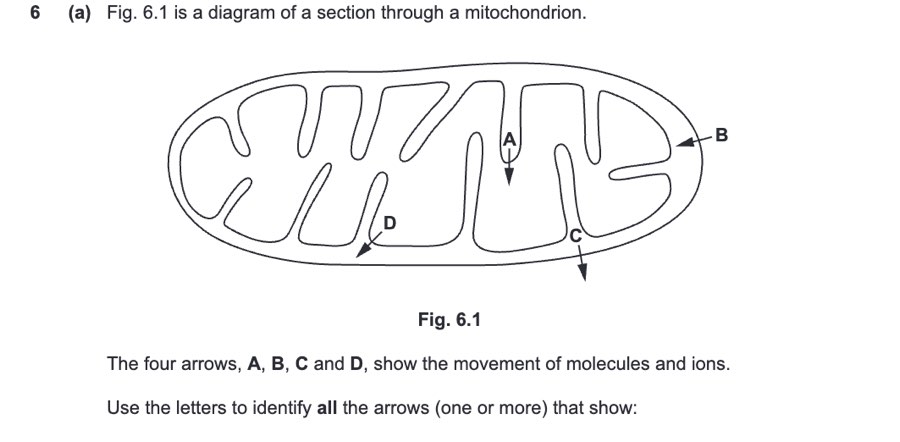 6 (a) Fig. 6.1 is a diagram of a section through a mitochondrion.
A
B
D
C
Fig. 6.1
The four arrows, A, B, C and D, show the movement of molecules and ions.
Use the letters to identify all the arrows (one or more) that show: